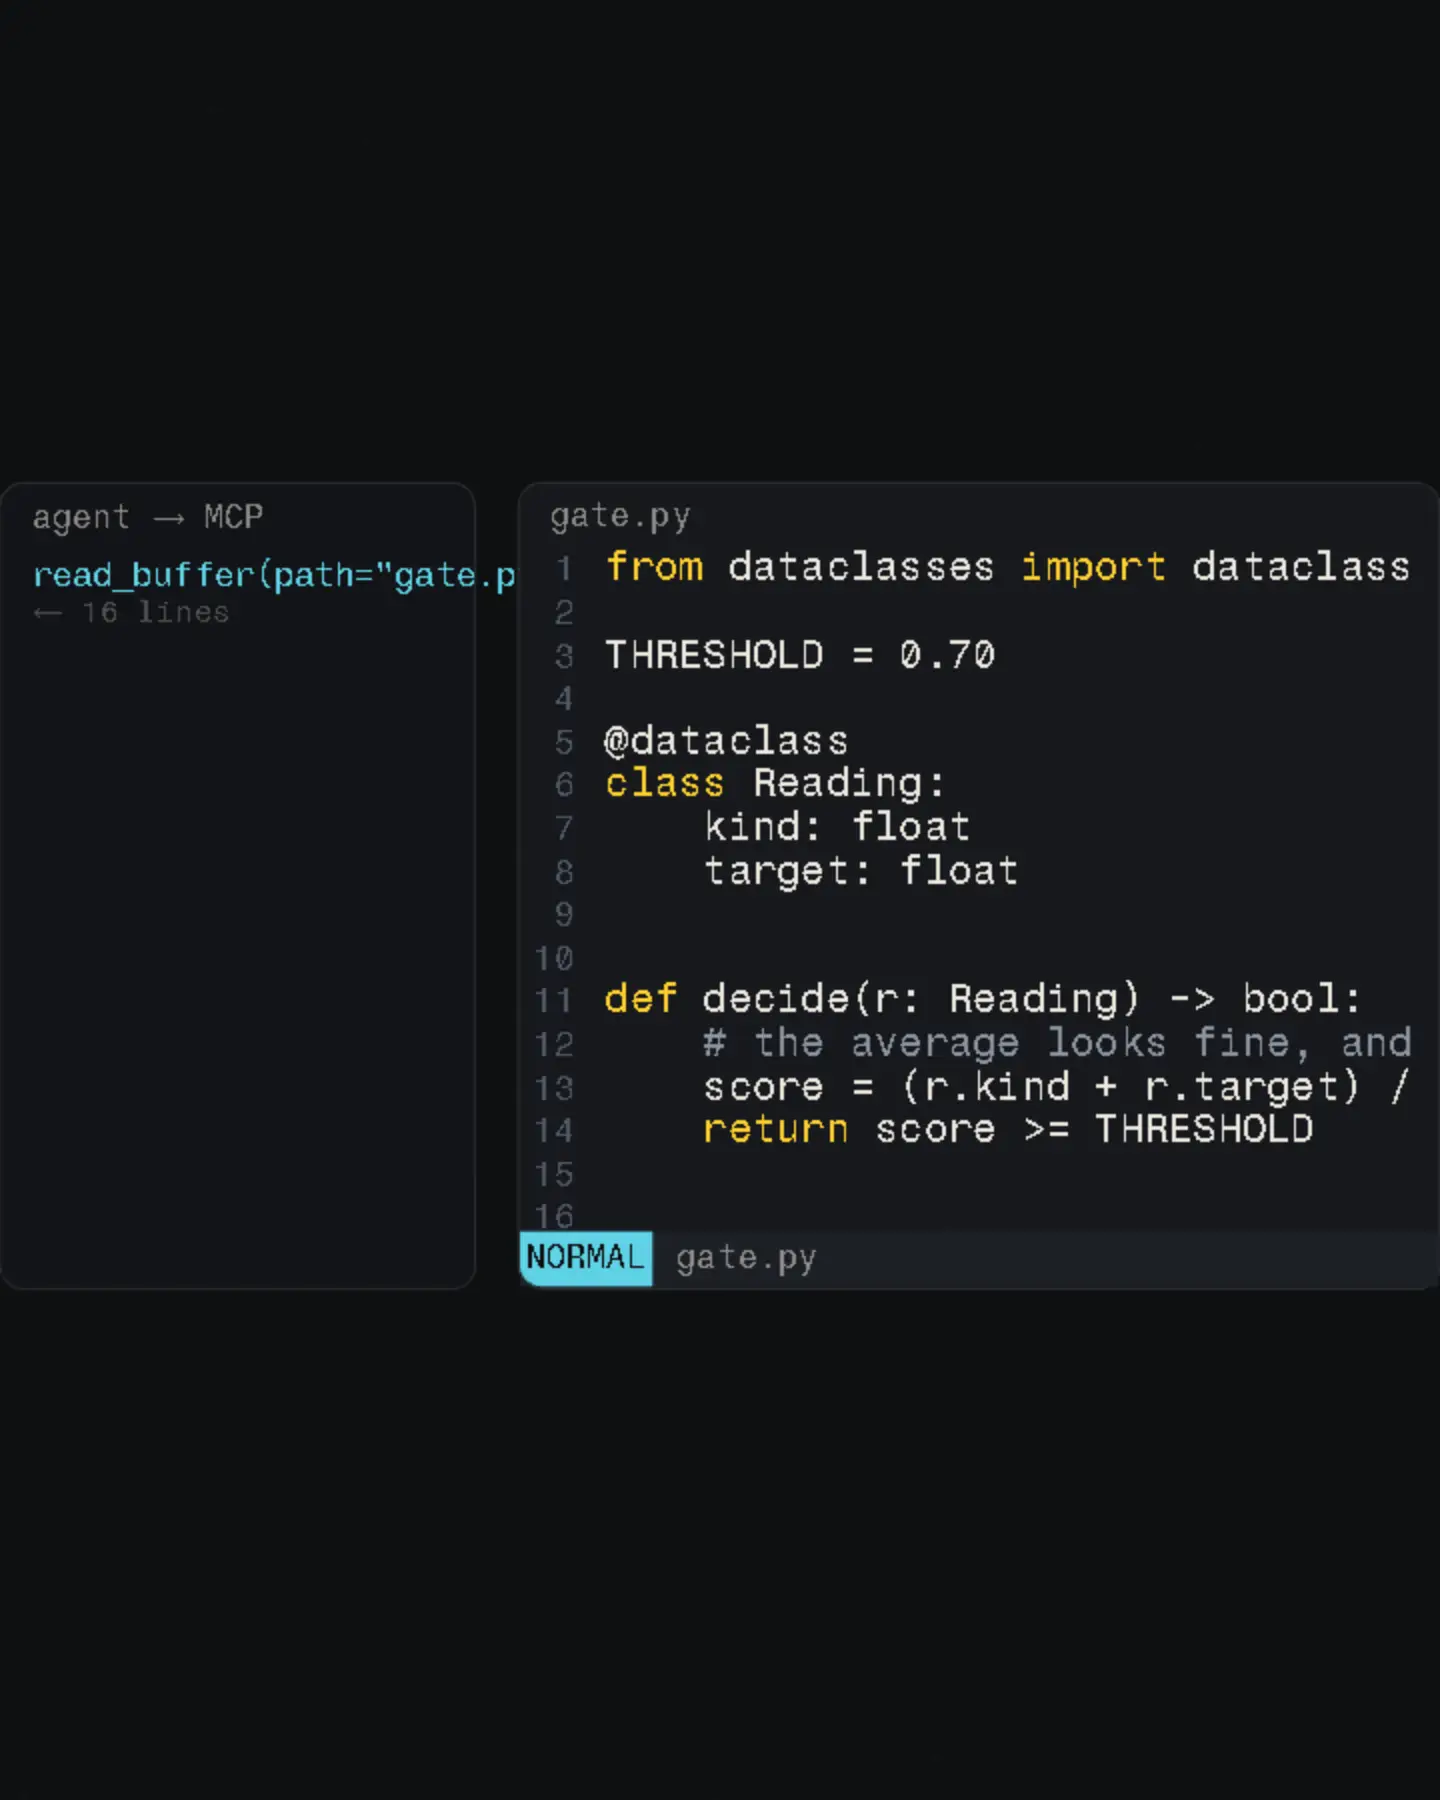 agent → MCP
read_buffer(path="gate.p
← 16 lines
gate.py
1 from dataclasses import dataclass
2
3 THRESHOLD = 0.70
4
5 @dataclass
6 class Reading:
7     kind: float
8     target: float
9
10
11 def decide(r: Reading) -> bool:
12     # the average looks fine, and
13     score = (r.kind + r.target) /
14     return score >= THRESHOLD
15
16
NORMAL gate.py